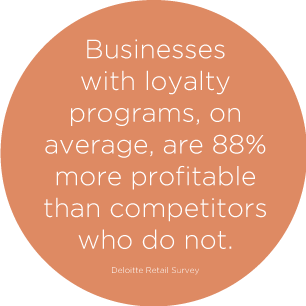 Businesses
with loyalty
programs, on
average, are 88%
more profitable
than competitors
who do not.
Deloitte Retail Survey